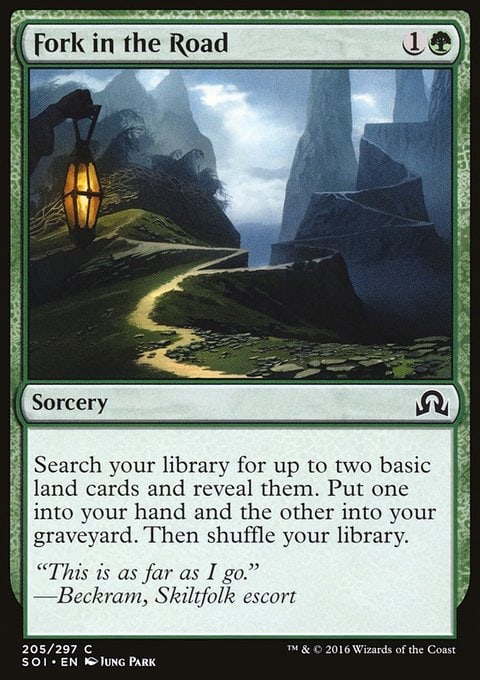 Fork in the Road 1
Sorcery
Search your library for up to two basic
land cards and reveal them. Put one
into your hand and the other into your
graveyard. Then shuffle your library.
“This is as far as I go.”
—Beckram, Skiltfolk escort
205/297 C
SOI • EN Jung Park
™ & © 2016 Wizards of the Coast